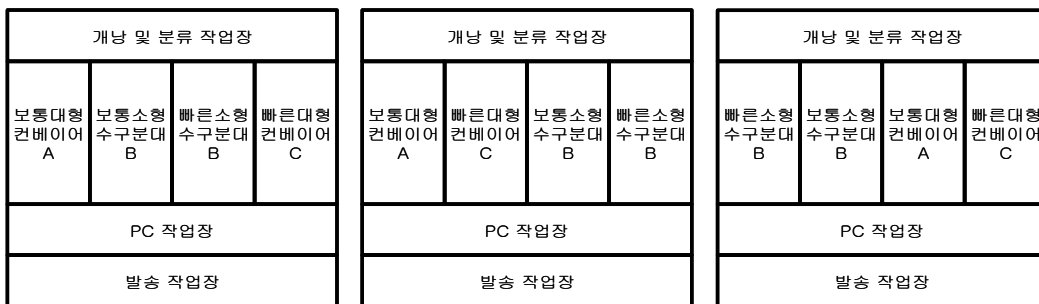 개낭 및 분류 작업장
보통대형
컨베이어
A
보통소형
수구분대
B
빠른소형
수구분대
B
빠른대형
컨베이어
C
PC 작업장
발송 작업장
개낭 및 분류 작업장
보통대형
컨베이어
A
빠른대형
컨베이어
C
보통소형
수구분대
B
빠른소형
수구분대
B
PC 작업장
발송 작업장
개낭 및 분류 작업장
빠른소형
수구분대
B
보통소형
수구분대
B
보통대형
컨베이어
A
빠른대형
컨베이어
C
PC 작업장
발송 작업장